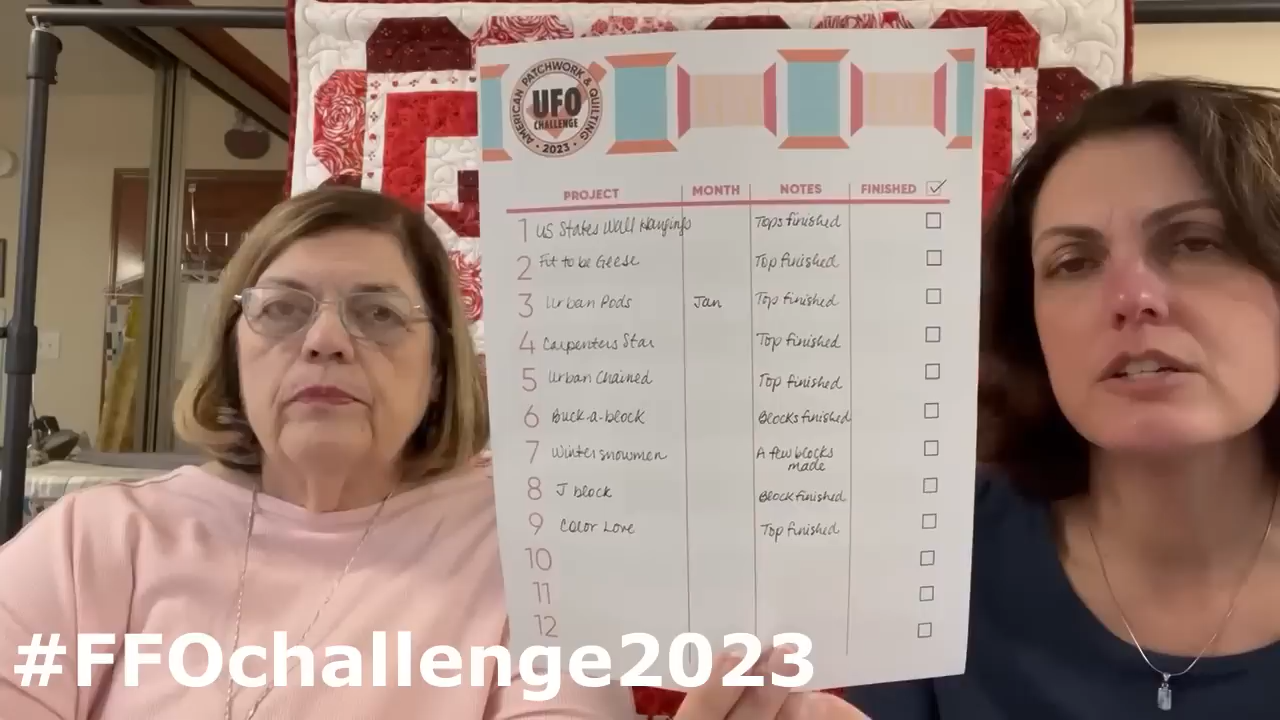 AMERICAN PATCHWORK & QUILTING
UFO
CHALLENGE
• 2023 •
PROJECT MONTH NOTES FINISHED
1 US States Wall Hangings Tops finished
2 Fit to be Geese Top finished
3 Urban Pods Jan Top finished
4 Carpenters Star Top finished
5 Urban Chained Top finished
6 Buck-a-block Blocks finished
7 Winter snowmen A few blocks
made
8 J block Block finished
9 Color Love Top finished
10
11
12
#FFOchallenge2023